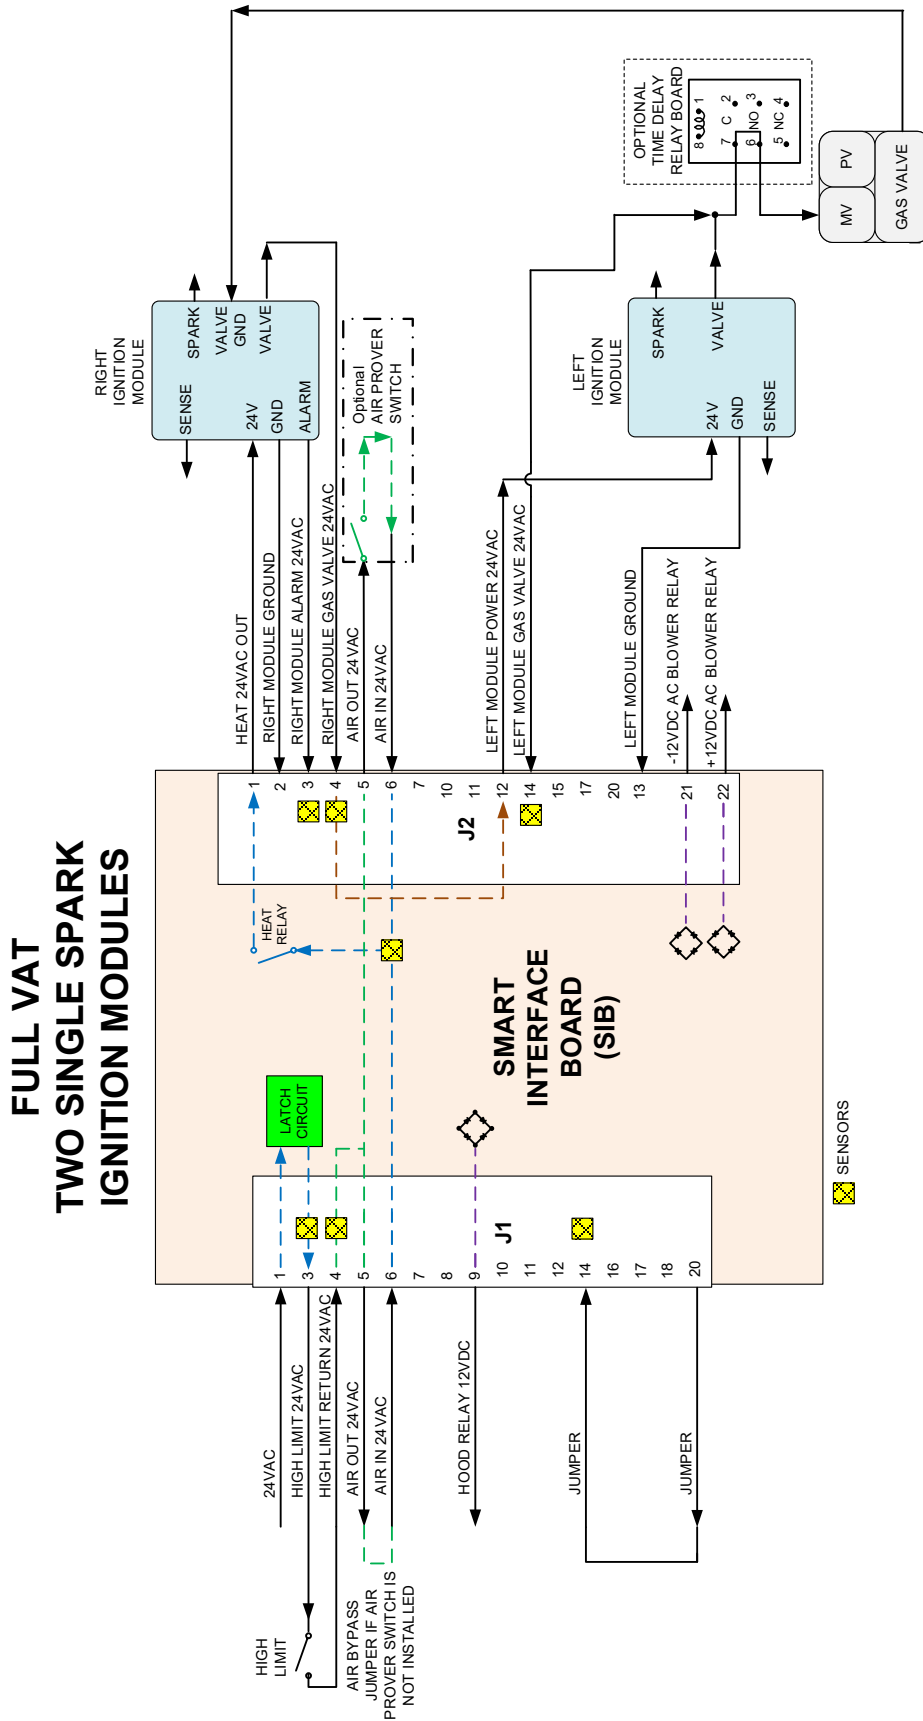 FULL VAT
TWO SINGLE SPARK
IGNITION MODULES
HIGH
LIMIT
AIR BYPASS
JUMPER IF AIR
PROVER SWITCH IS
NOT INSTALLED
24VAC
HIGH LIMIT 24VAC
HIGH LIMIT RETURN 24VAC
AIR OUT 24VAC
AIR IN 24VAC
HOOD RELAY 12VDC
JUMPER
JUMPER
1
3
4
5
6
7
8
9
10
11
12
14
16
17
18
20
J1
LATCH
CIRCUIT
SMART
INTERFACE
BOARD
(SIB)
SENSORS
HEAT
RELAY
J2
1
2
3
4
5
6
7
10
11
12
14
15
17
20
13
21
22
HEAT 24VAC OUT
RIGHT MODULE GROUND
RIGHT MODULE ALARM 24VAC
RIGHT MODULE GAS VALVE 24VAC
AIR OUT 24VAC
AIR IN 24VAC
LEFT MODULE POWER 24VAC
LEFT MODULE GAS VALVE 24VAC
LEFT MODULE GROUND
-12VDC AC BLOWER RELAY
+12VDC AC BLOWER RELAY
RIGHT
IGNITION
MODULE
SENSE
24V
GND
ALARM
SPARK
VALVE
GND
VALVE
Optional
AIR PROVER
SWITCH
LEFT
IGNITION
MODULE
24V
GND
SENSE
SPARK
VALVE
OPTIONAL
TIME DELAY
RELAY BOARD
8 1
7 C 2
6 NO 3
5 NC 4
MV PV
GAS VALVE